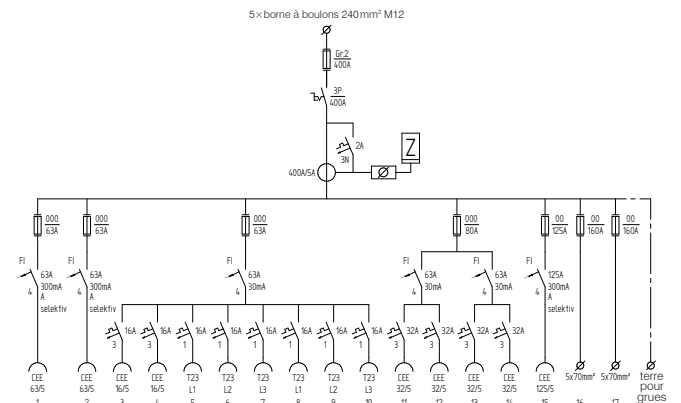 5×borne à boulons 240mm² M12
Gr.2
400A
3P
400A
2A
3N
Z
400A/5A
000
63A
000
63A
000
63A
000
80A
00
125A
00
160A
00
160A
FI
63A
300mA
A
selektiv
4
FI
63A
300mA
A
selektiv
4
FI
63A
30mA
4
FI
63A
30mA
4
FI
63A
30mA
4
FI
125A
300mA
A
selektiv
4
16A
3
16A
3
16A
1
16A
1
16A
1
16A
1
16A
1
16A
1
32A
3
32A
3
32A
3
32A
3
CEE
63/5
1
CEE
63/5
2
CEE
16/5
3
CEE
16/5
4
T23
L1
5
T23
L2
6
T23
L3
7
T23
L1
8
T23
L2
9
T23
L3
10
CEE
32/5
11
CEE
32/5
12
CEE
32/5
13
CEE
32/5
14
CEE
125/5
15
5x70mm²
16
5x70mm²
17
terre
pour
grues